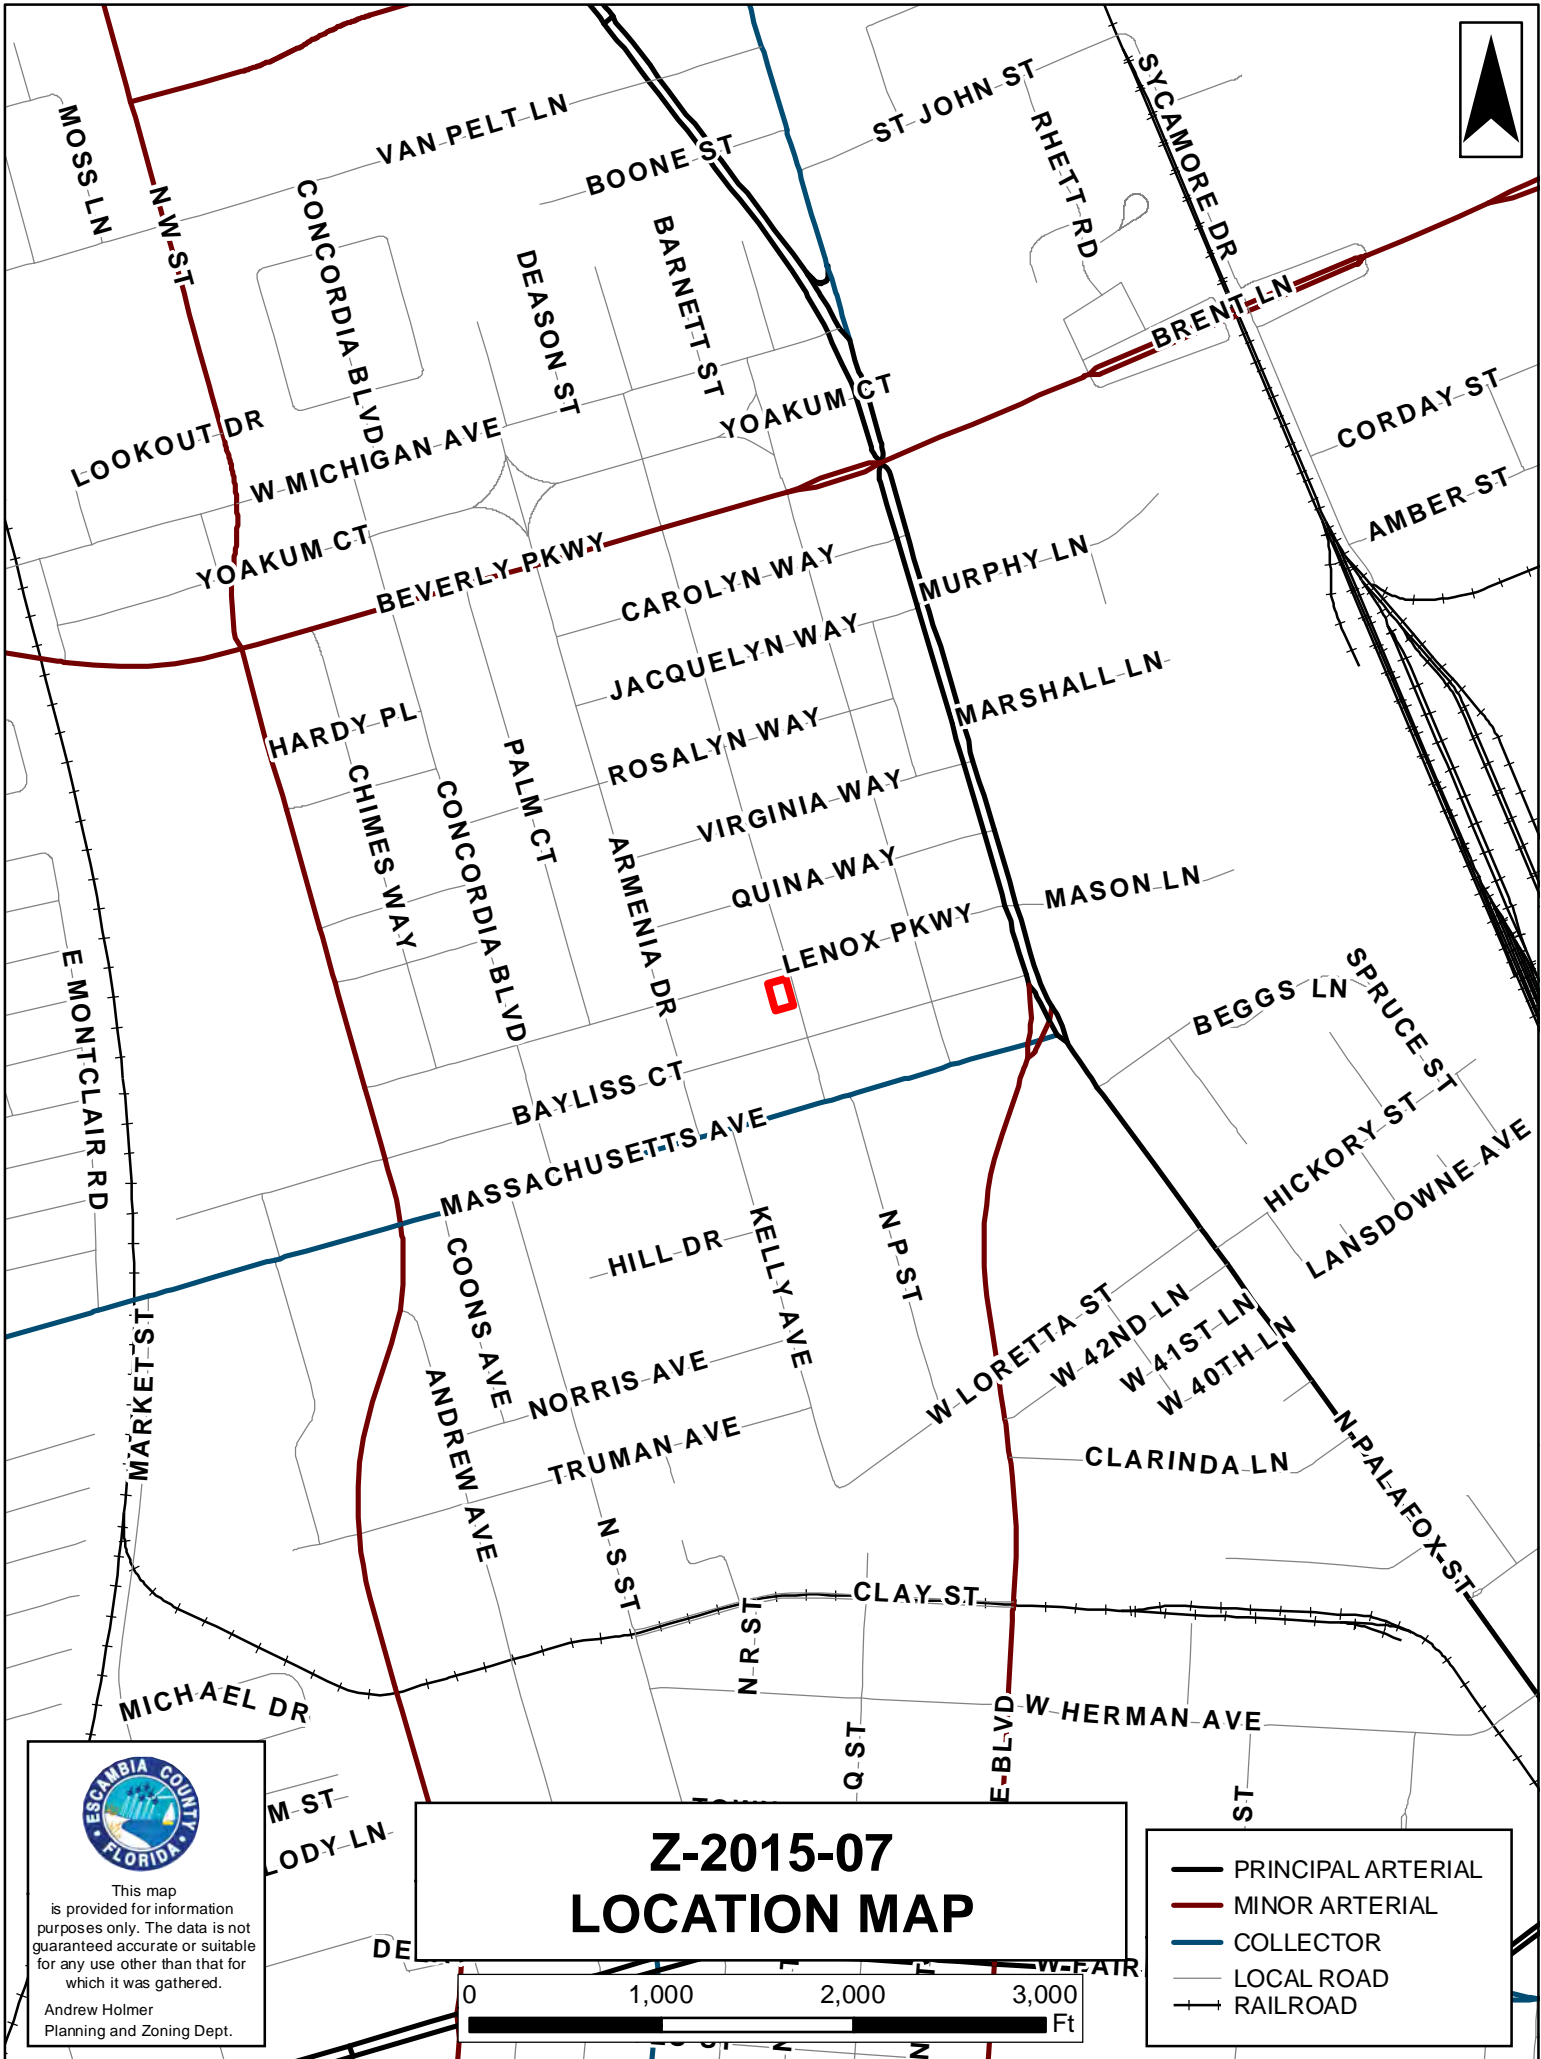 VAN PELT LN
ST JOHN ST
SYCAMORE DR
MOSS LN
BOONE ST
RHETT RD
N W ST
CONCORDIA BLVD
BARNETT ST
DEASON ST
BRENT LN
YOAKUM CT
CORDAY ST
LOOKOUT DR
W MICHIGAN AVE
AMBER ST
YOAKUM CT
BEVERLY PKWY
CAROLYN WAY
MURPHY LN
JACQUELYN WAY
MARSHALL LN
HARDY PL
ROSALYN WAY
PALM CT
CHIMES WAY
CONCORDIA BLVD
VIRGINIA WAY
ARMENIA DR
QUINA WAY
MASON LN
LENOX PKWY
E MONTCLAIR RD
BEGGS LN
SPRUCE ST
BAYLISS CT
MASSACHUSETTS AVE
HICKORY ST
LANSDOWNE AVE
COONS AVE
HILL DR
KELLY AVE
N P ST
MARKET ST
W LORETTA ST
W 42ND LN
W 41ST LN
W 40TH LN
ANDREW AVE
NORRIS AVE
TRUMAN AVE
CLARINDA LN
N PALAFOX ST
N S ST
CLAY ST
N R ST
MICHAEL DR
W HERMAN AVE
Q ST
E BLVD
ST
M ST
LODY LN
DE
W FAIR
ESCAMBIA COUNTY
FLORIDA
This map
is provided for information
purposes only. The data is not
guaranteed accurate or suitable
for any use other than that for
which it was gathered.
Andrew Holmer
Planning and Zoning Dept.
Z-2015-07
LOCATION MAP
0 1,000 2,000 3,000
Ft
PRINCIPAL ARTERIAL
MINOR ARTERIAL
COLLECTOR
LOCAL ROAD
RAILROAD